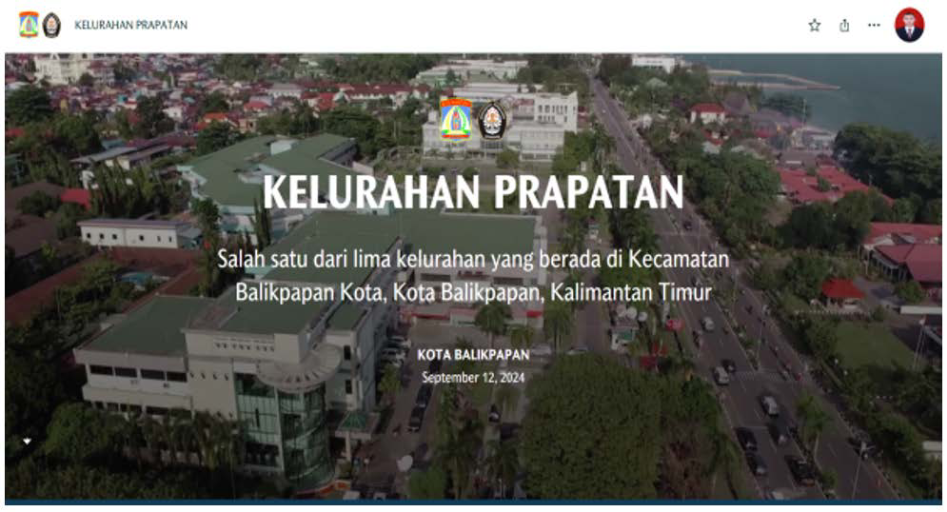 KELURAHAN PRAPATAN
KELURAHAN PRAPATAN
Salah satu dari lima kelurahan yang berada di Kecamatan
Balikpapan Kota, Kota Balikpapan, Kalimantan Timur
KOTA BALIKPAPAN
September 12, 2024